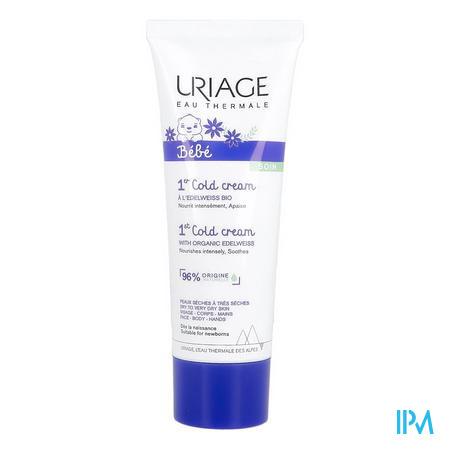 URIAGE
EAU THERMALE
Bébé
SOIN
1er Cold cream
À L'EDELWEISS BIO
Nourrit intensément, Apaise
1st Cold cream
WITH ORGANIC EDELWEISS
Nourishes intensely, Soothes
96% ORIGINE
NATURELLE
PEAUX SÈCHES À TRÈS SÈCHES
DRY TO VERY DRY SKIN
VISAGE - CORPS - MAINS
FACE - BODY - HANDS
Dès la naissance
Suitable for newborns
URIAGE, L'EAU THERMALE DES ALPES
IPM